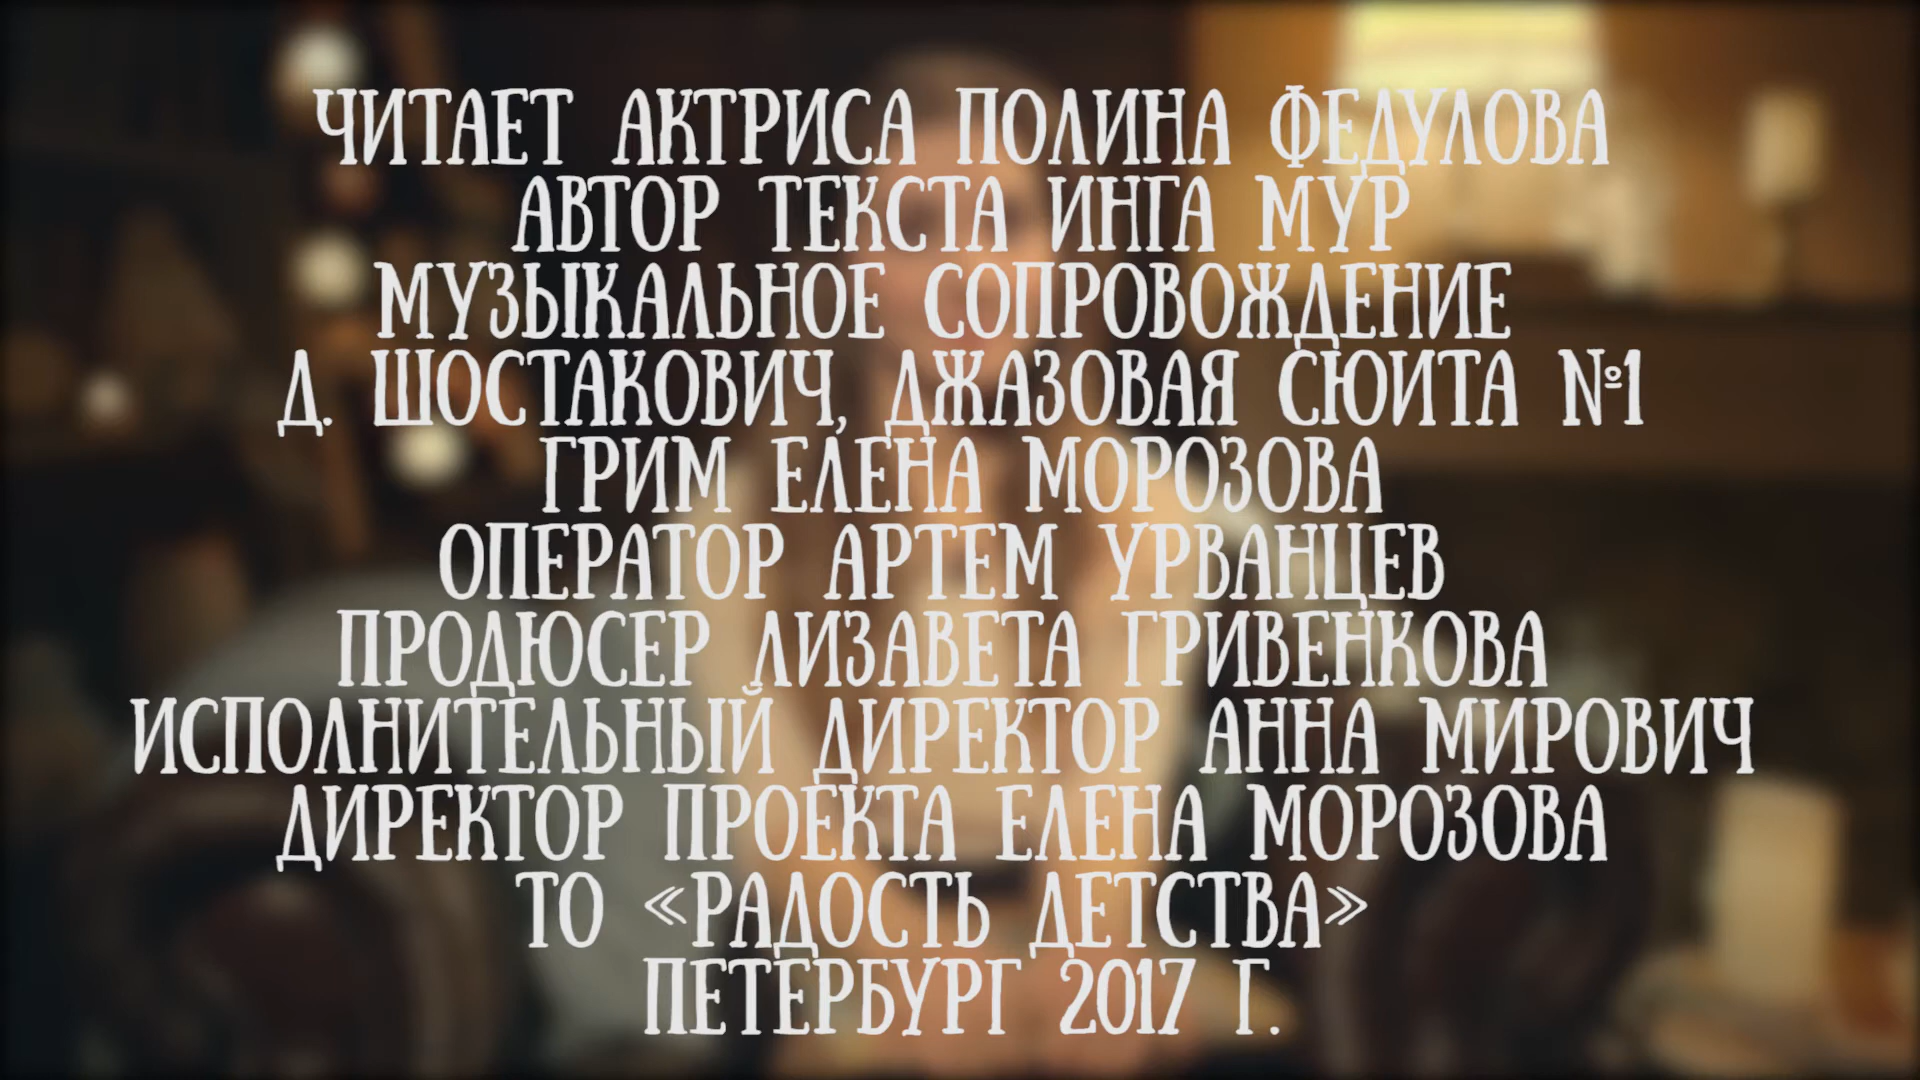 ЧИТАЕТ АКТРИСА ПОЛИНА ФЕДУЛОВА
АВТОР ТЕКСТА ИНГА МУР
МУЗЫКАЛЬНОЕ СОПРОВОЖДЕНИЕ
Д. ШОСТАКОВИЧ, ДЖАЗОВАЯ СЮИТА №1
ГРИМ ЕЛЕНА МОРОЗОВА
ОПЕРАТОР АРТЕМ УРВАНЦЕВ
ПРОДЮСЕР ЛИЗАВЕТА ГРИВЕНКОВА
ИСПОЛНИТЕЛЬНЫЙ ДИРЕКТОР АННА МИРОВИЧ
ДИРЕКТОР ПРОЕКТА ЕЛЕНА МОРОЗОВА
ТО «РАДОСТЬ ДЕТСТВА»
ПЕТЕРБУРГ 2017 Г.